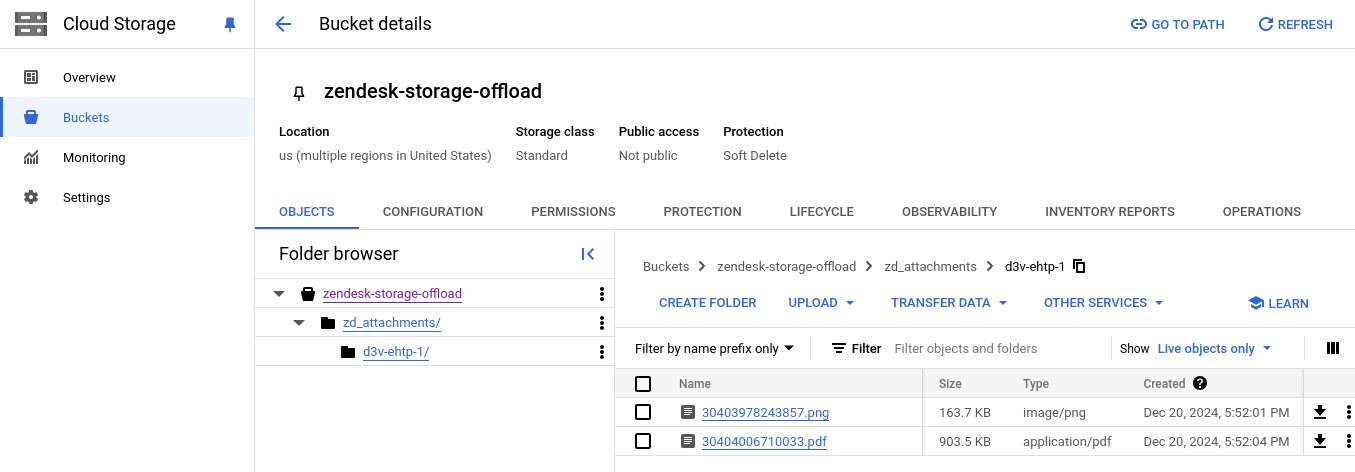 Cloud Storage
Bucket details
GO TO PATH
REFRESH
Overview
Buckets
Monitoring
Settings
zendesk-storage-offload
Location Storage class Public access Protection
us (multiple regions in United States) Standard Not public Soft Delete
OBJECTS CONFIGURATION PERMISSIONS PROTECTION LIFECYCLE OBSERVABILITY INVENTORY REPORTS OPERATIONS
Folder browser
zendesk-storage-offload
zd_attachments/
d3v-ehtp-1/
Buckets zendesk-storage-offload zd_attachments d3v-ehtp-1
CREATE FOLDER UPLOAD TRANSFER DATA OTHER SERVICES LEARN
Filter by name prefix only Filter Filter objects and folders Show Live objects only
Name Size Type Created ?
30403978243857.png 163.7 KB image/png Dec 20, 2024, 5:52:01 PM
30404006710033.pdf 903.5 KB application/pdf Dec 20, 2024, 5:52:04 PM